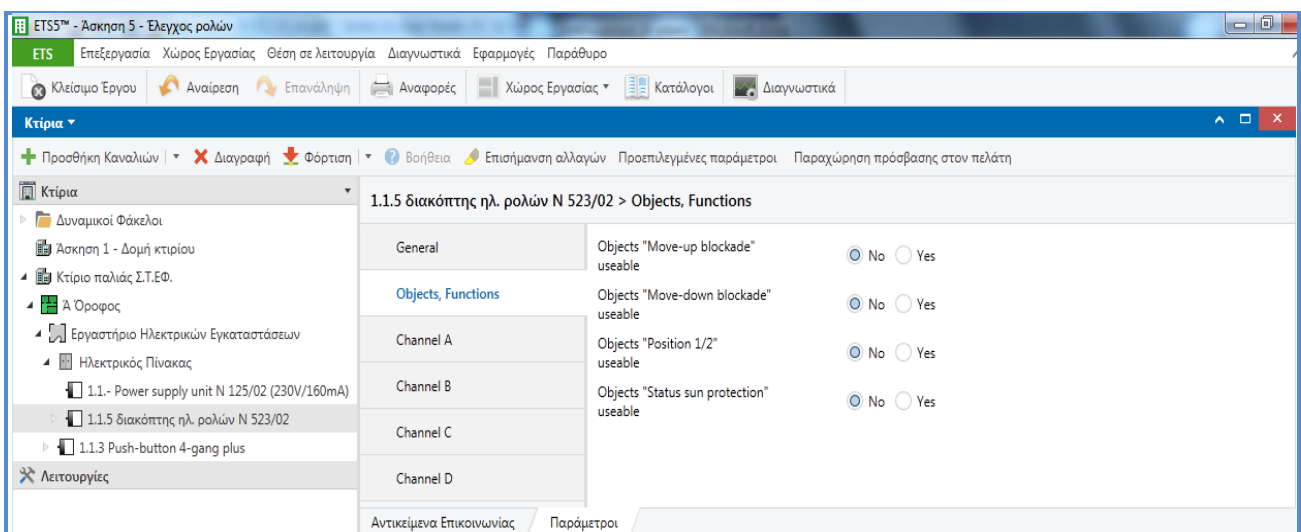 ETS5™ - Άσκηση 5 - Έλεγχος ρολών
ETS Επεξεργασία Χώρος Εργασίας Θέση σε λειτουργία Διαγνωστικά Εφαρμογές Παράθυρο
Κλείσιμο Έργου Αναίρεση Επανάληψη Αναφορές Χώρος Εργασίας Κατάλογοι Διαγνωστικά
Κτίρια
Προσθήκη Καναλιών Διαγραφή Φόρτιση Βοήθεια Επισήμανση αλλαγών Προεπιλεγμένες παράμετροι Παραχώρηση πρόσβασης στον πελάτη
Κτίρια
Δυναμικοί Φάκελοι
Άσκηση 1 - Δομή κτιρίου
Κτίριο παλιάς Σ.Τ.ΕΦ.
Ά Όροφος
Εργαστήριο Ηλεκτρικών Εγκαταστάσεων
Ηλεκτρικός Πίνακας
1.1.- Power supply unit N 125/02 (230V/160mA)
1.1.5 διακόπτης ηλ. ρολών N 523/02
1.1.3 Push-button 4-gang plus
Λειτουργίες
1.1.5 διακόπτης ηλ. ρολών N 523/02 > Objects, Functions
General
Objects, Functions
Channel A
Channel B
Channel C
Channel D
Objects "Move-up blockade"
useable
No Yes
Objects "Move-down blockade"
useable
No Yes
Objects "Position 1/2"
useable
No Yes
Objects "Status sun protection"
useable
No Yes
Αντικείμενα Επικοινωνίας Παράμετροι